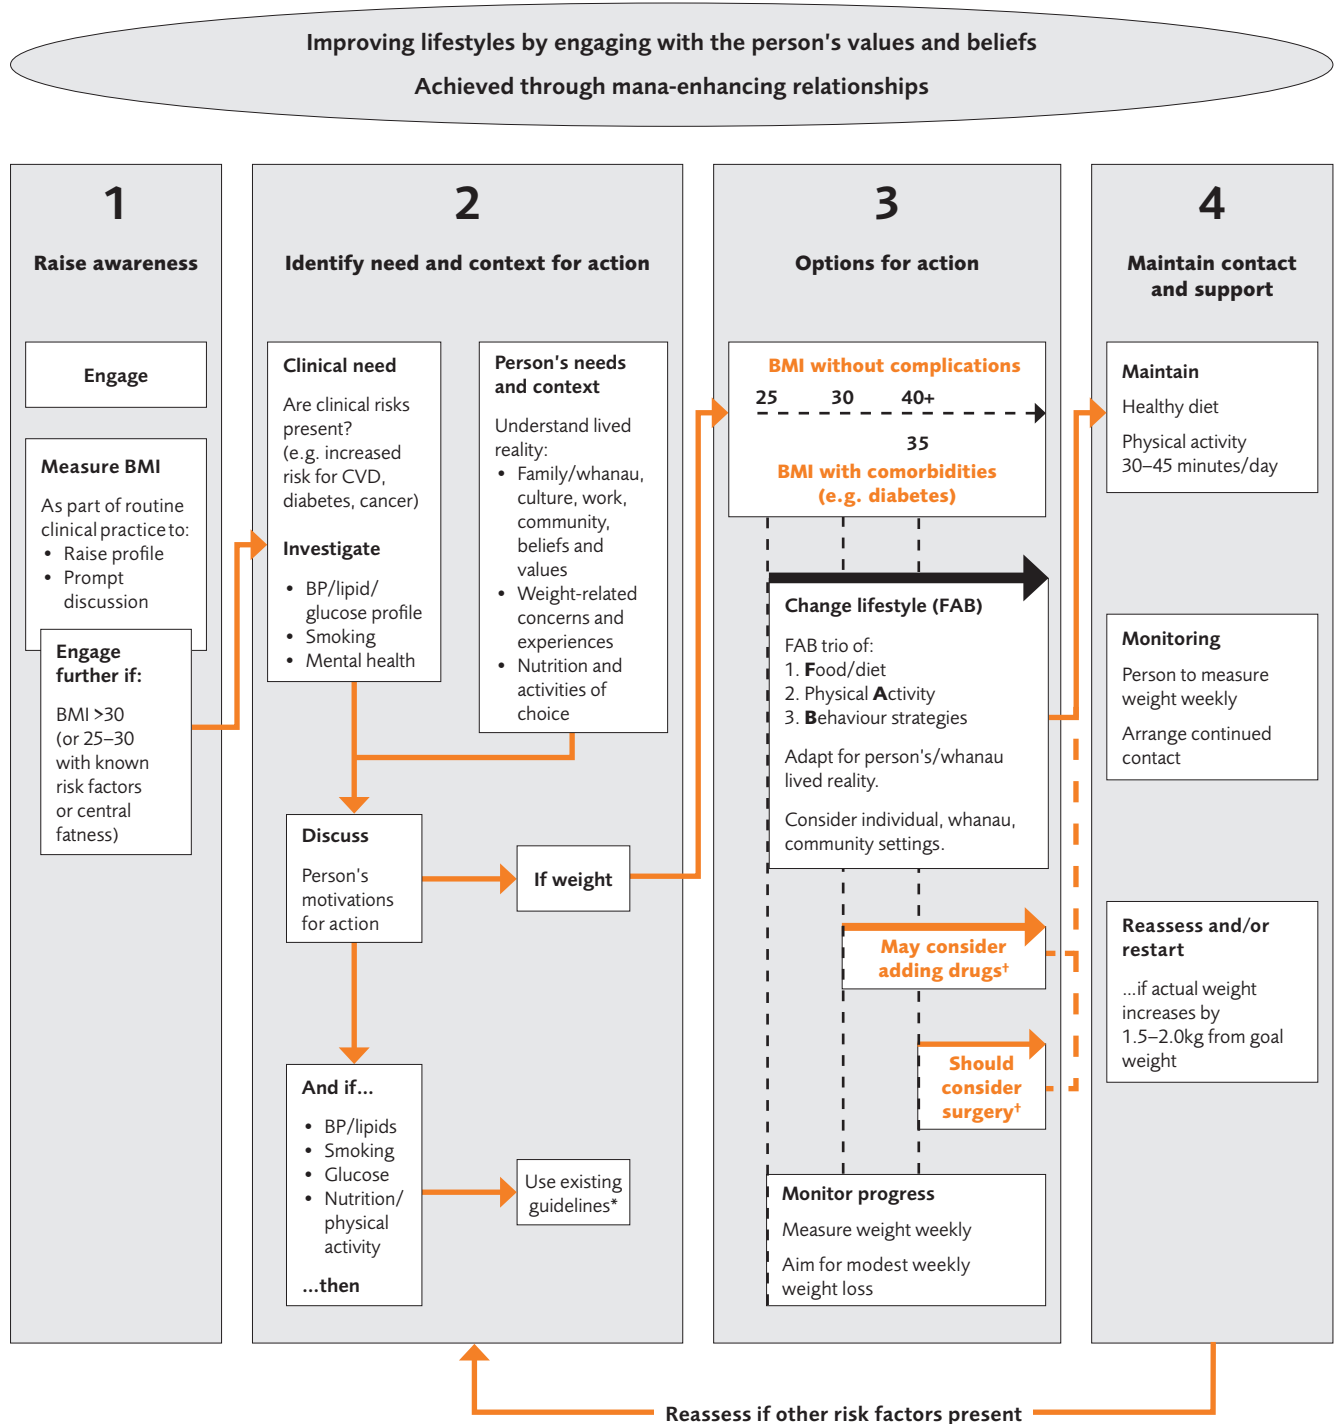 Improving lifestyles by engaging with the person's values and beliefs
Achieved through mana-enhancing relationships
1
Raise awareness
Engage
Measure BMI
As part of routine
clinical practice to:
• Raise profile
• Prompt
discussion
Engage
further if:
BMI >30
(or 25–30
with known
risk factors
or central
fatness)
2
Identify need and context for action
Clinical need
Are clinical risks
present?
(e.g. increased
risk for CVD,
diabetes, cancer)
Investigate
• BP/lipid/
glucose profile
• Smoking
• Mental health
Person's needs
and context
Understand lived
reality:
• Family/whanau,
culture, work,
community,
beliefs and
values
• Weight-related
concerns and
experiences
• Nutrition and
activities of
choice
Discuss
Person's
motivations
for action
If weight
And if...
• BP/lipids
• Smoking
• Glucose
• Nutrition/
physical
activity
...then
Use existing
guidelines*
3
Options for action
BMI without complications
25 30 40+
35
BMI with comorbidities
(e.g. diabetes)
Change lifestyle (FAB)
FAB trio of:
1. Food/diet
2. Physical Activity
3. Behaviour strategies
Adapt for person's/whanau
lived reality.
Consider individual, whanau,
community settings.
May consider
adding drugs†
Should
consider
surgery†
Monitor progress
Measure weight weekly
Aim for modest weekly
weight loss
4
Maintain contact
and support
Maintain
Healthy diet
Physical activity
30–45 minutes/day
Monitoring
Person to measure
weight weekly
Arrange continued
contact
Reassess and/or
restart
...if actual weight
increases by
1.5–2.0kg from goal
weight
Reassess if other risk factors present